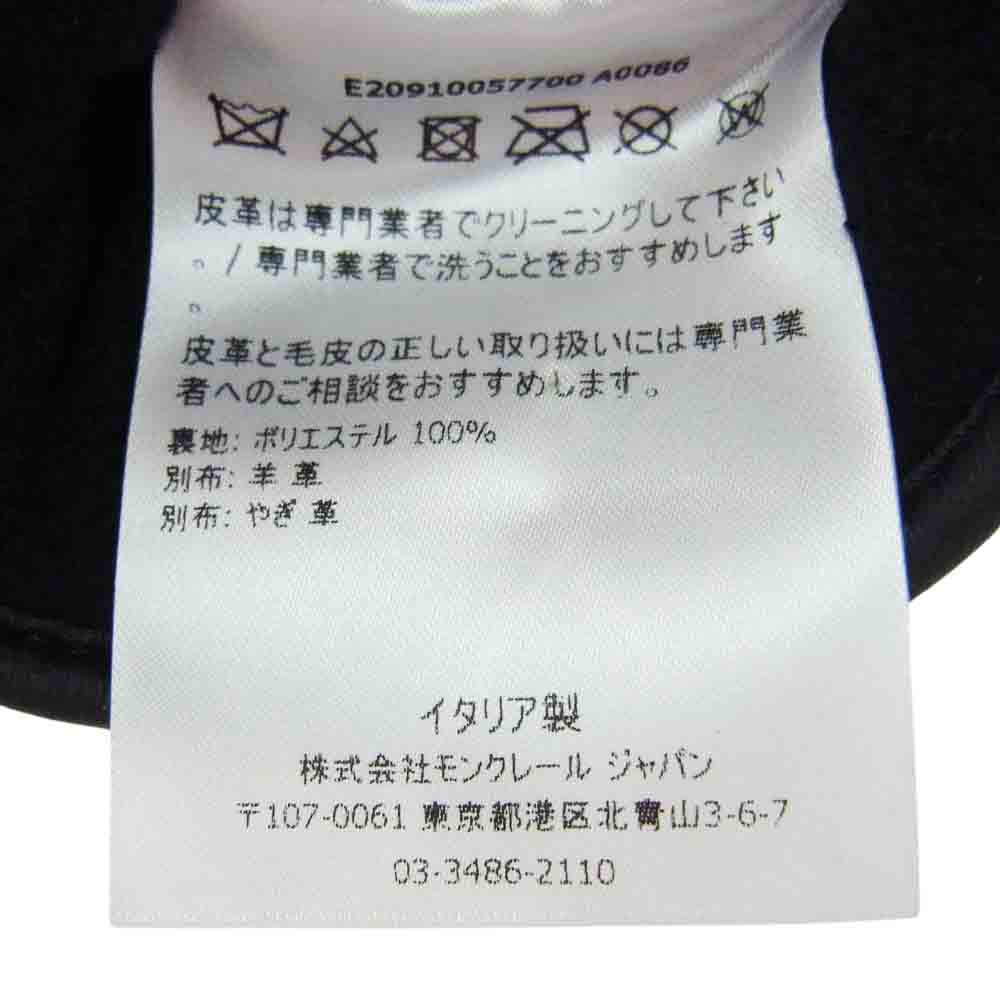 E20910057700 A0086
皮革は専門業者でクリーニングして下さい
。/ 専門業者で洗うことをおすすめします
。
皮革と毛皮の正しい取り扱いには専門業
者へのご相談をおすすめします。
裏地: ポリエステル 100%
別布: 羊 革
別布: やぎ 革
イタリア製
株式会社モンクレール ジャパン
〒107-0061 東京都港区北青山3-6-7
03-3486-2110